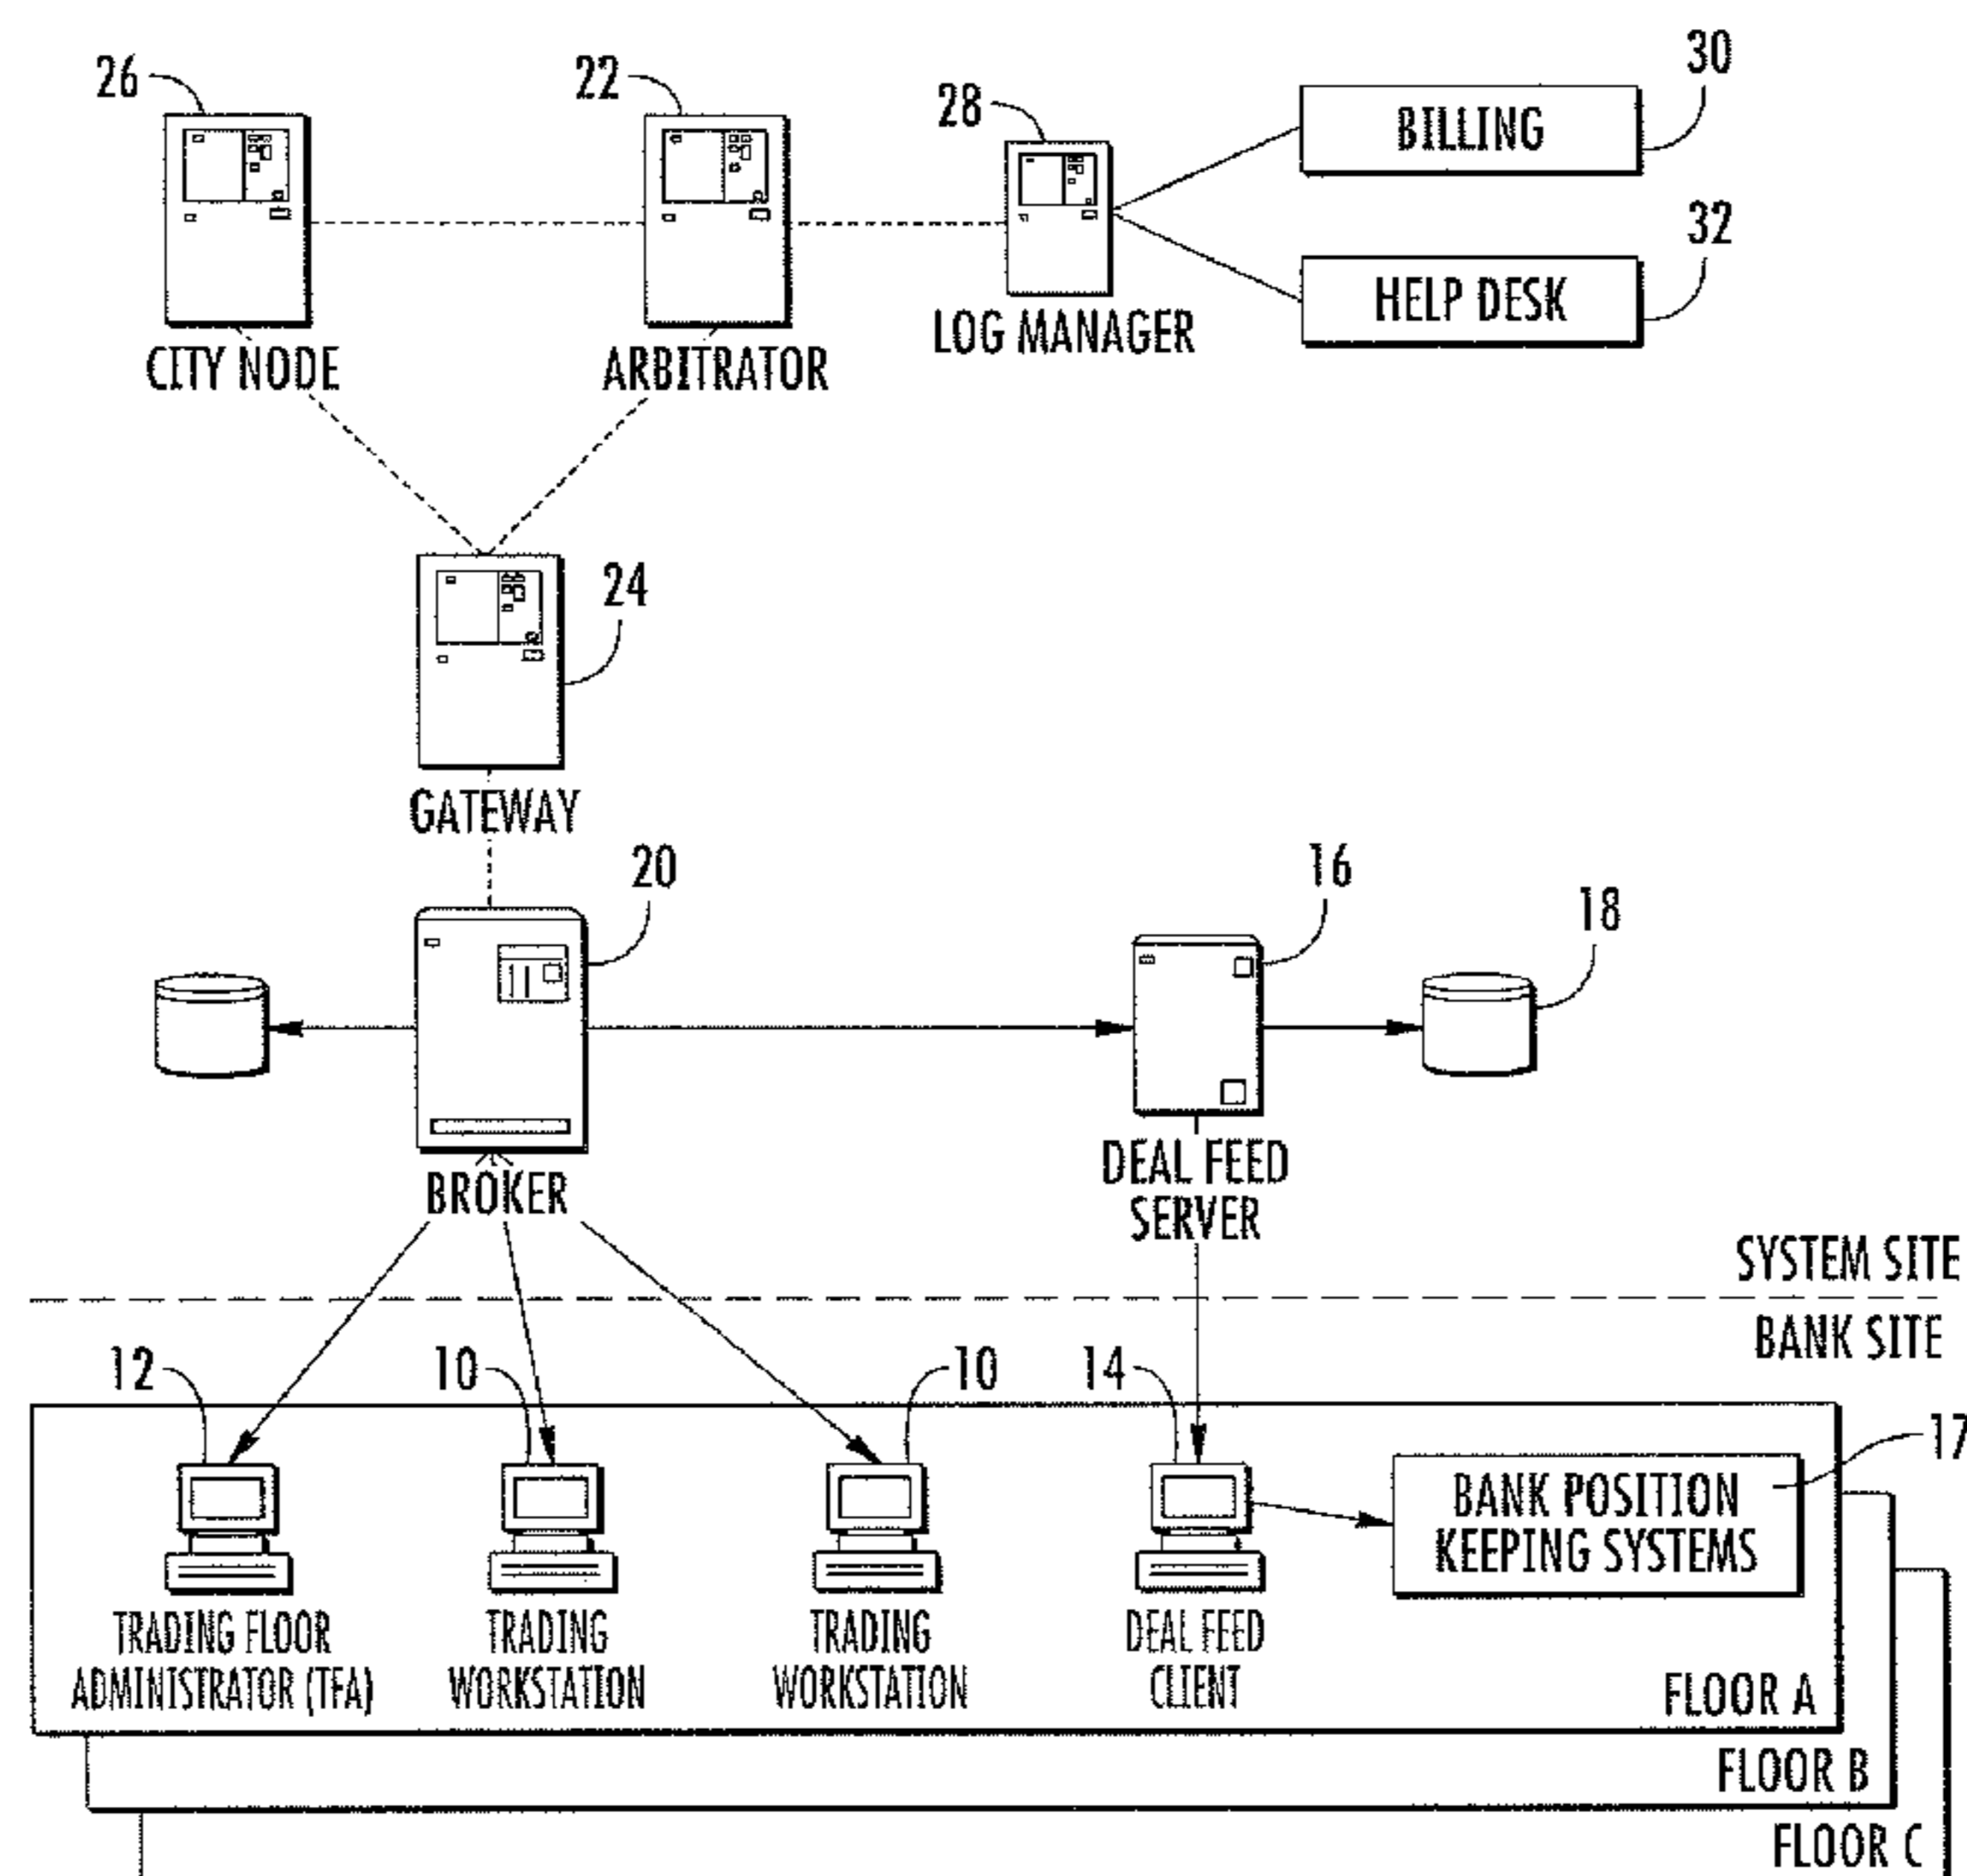 26
22
28
30
BILLING
32
HELP DESK
LOG MANAGER
CITY NODE
ARBITRATOR
24
GATEWAY
20
16
18
BROKER
DEAL FEED
SERVER
SYSTEM SITE
BANK SITE
12
10
10
14
17
BANK POSITION
KEEPING SYSTEMS
TRADING FLOOR
ADMINISTRATOR (TFA)
TRADING
WORKSTATION
TRADING
WORKSTATION
DEAL FEED
CLIENT
FLOOR A
FLOOR B
FLOOR C